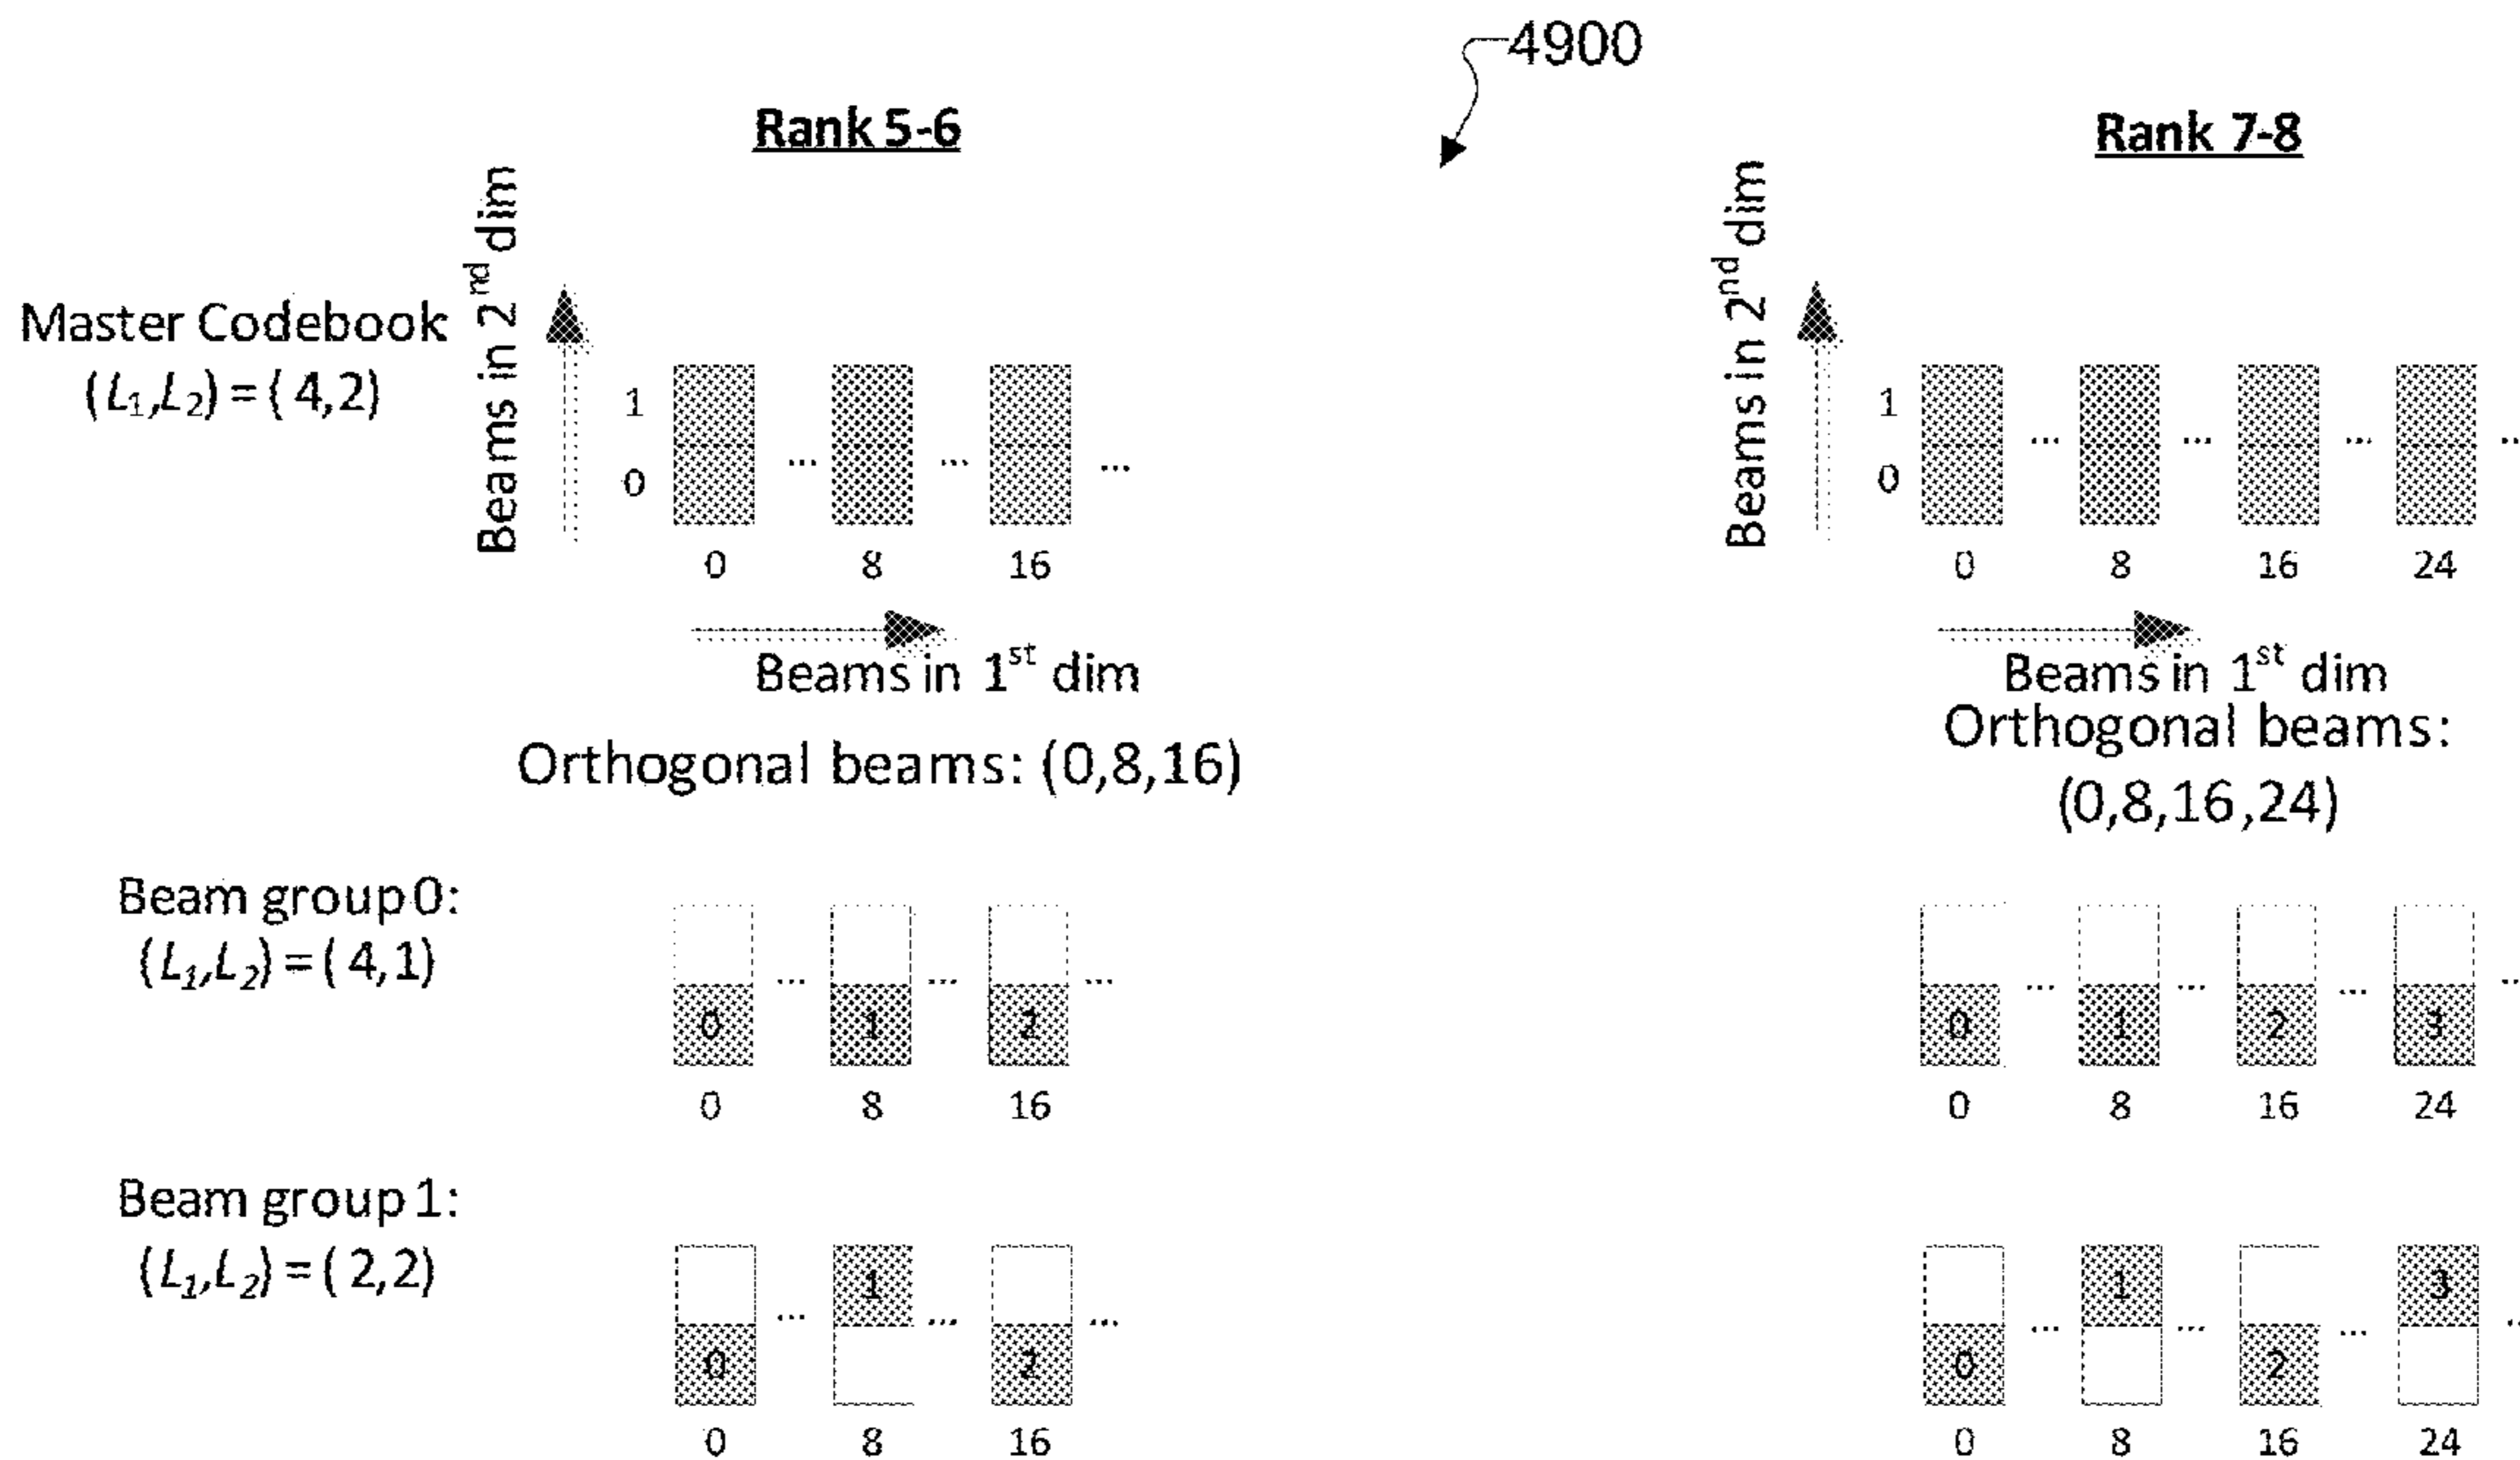 4900
Rank 5-6
Rank 7-8
Master Codebook
(L1,L2) = ( 4,2)
Beams in 2nd dim
1
...
...
...
0
0 8 16
Beams in 1st dim
Orthogonal beams: (0,8,16)
Beams in 2nd dim
1
...
...
...
...
0
0 8 16 24
Beams in 1st dim
Orthogonal beams:
(0,8,16,24)
Beam group 0:
(L1,L2) = ( 4,1)
0 ... 1 ... 2 ...
0 8 16
0 ... 1 ... 2 ... 3 ...
0 8 16 24
Beam group 1:
(L1,L2) = ( 2,2)
1
... ... ...
0 2
0 8 16
1 3
... ... ... ...
0 2
0 8 16 24